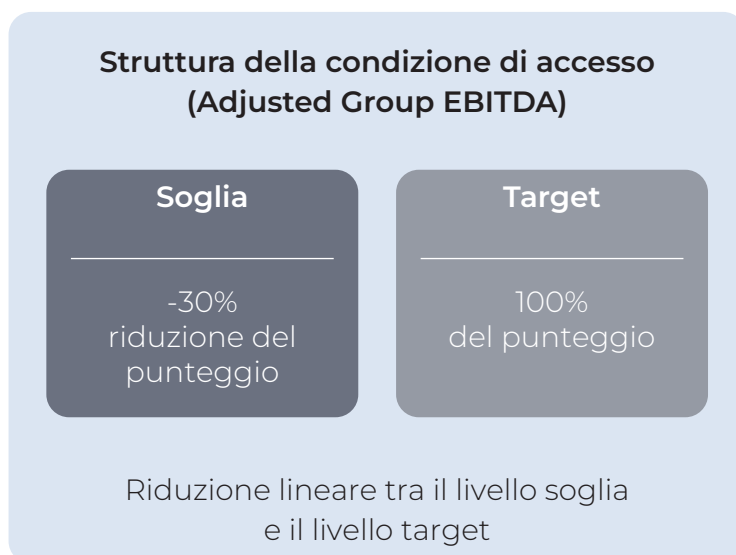 Struttura della condizione di accesso
(Adjusted Group EBITDA)
Soglia
-30%
riduzione del
punteggio
Target
100%
del punteggio
Riduzione lineare tra il livello soglia
e il livello target